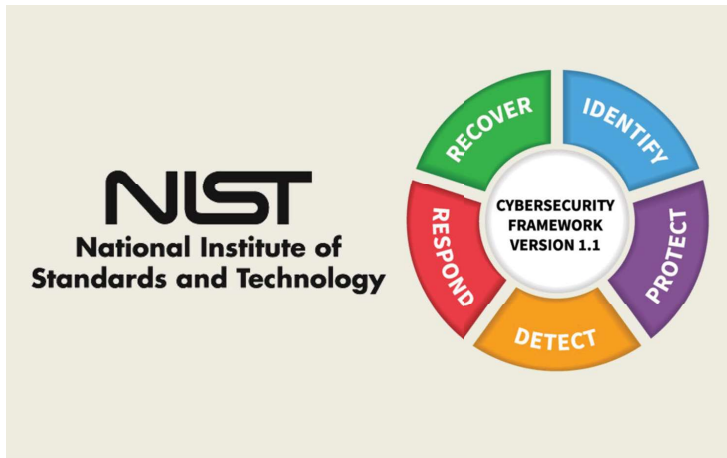 NIST
National Institute of
Standards and Technology
RECOVER
IDENTIFY
PROTECT
DETECT
RESPOND
CYBERSECURITY
FRAMEWORK
VERSION 1.1